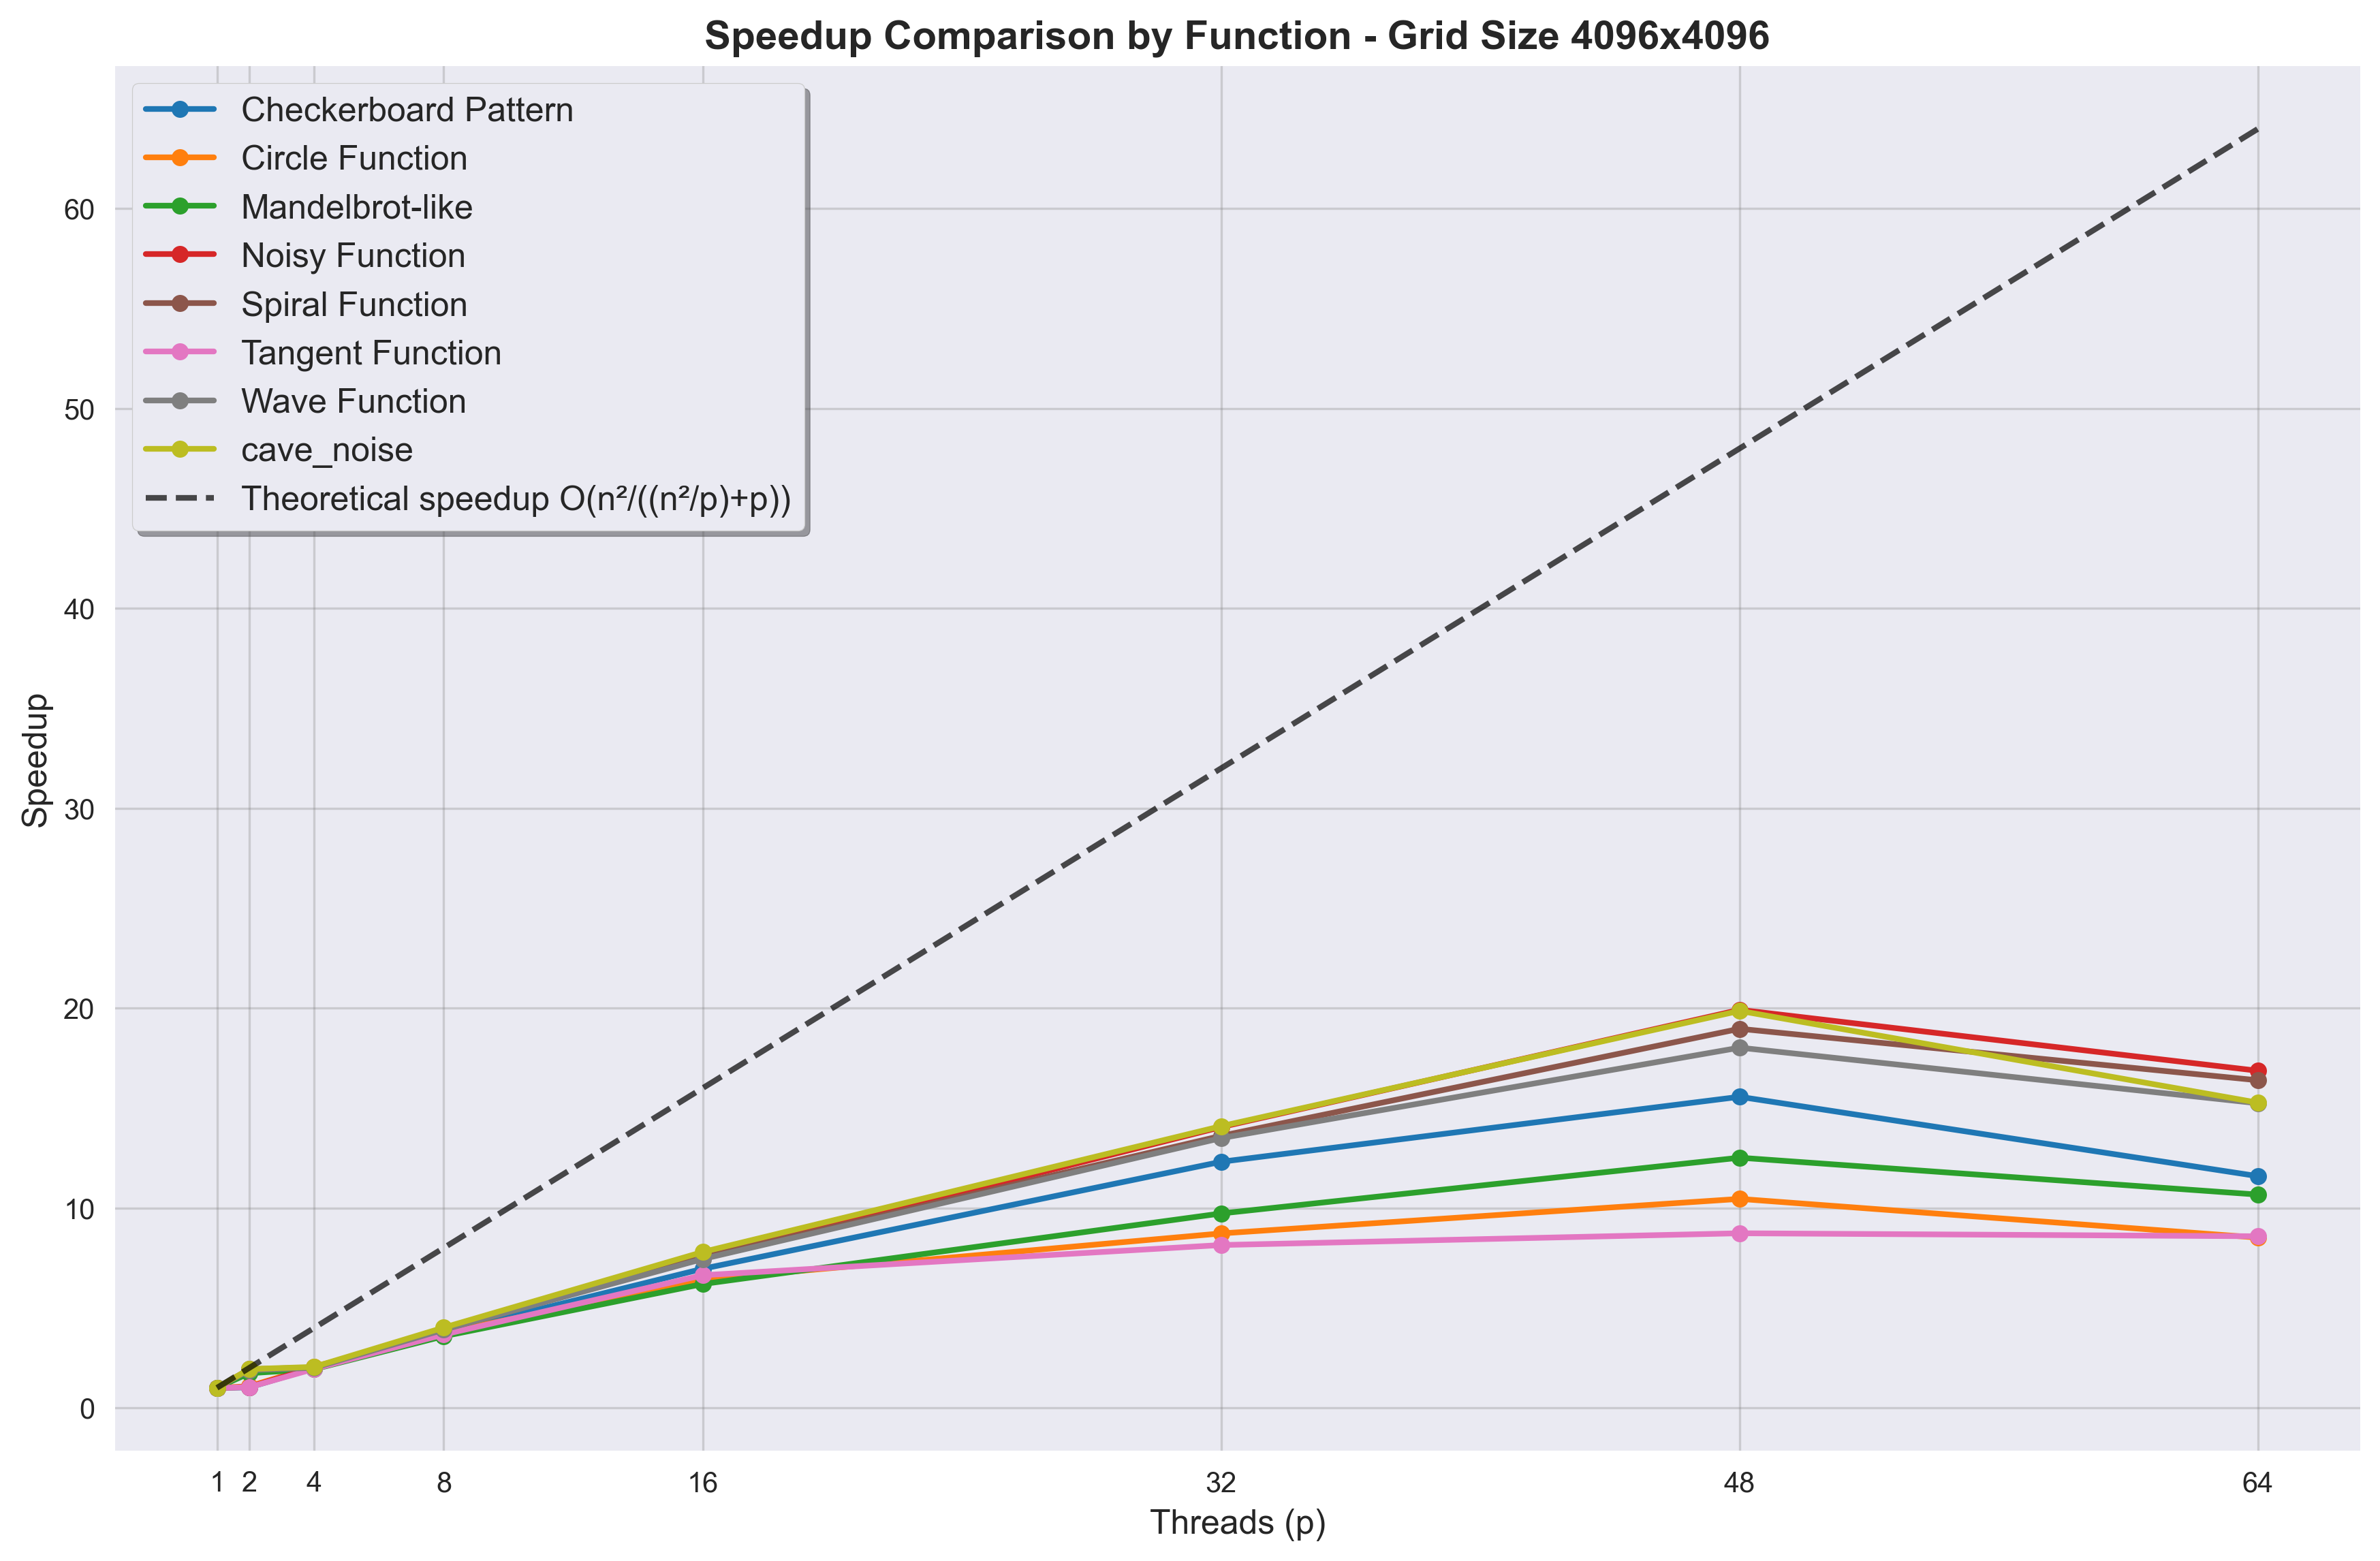 Speedup Comparison by Function - Grid Size 4096x4096
Checkerboard Pattern
Circle Function
Mandelbrot-like
Noisy Function
Spiral Function
Tangent Function
Wave Function
cave_noise
Theoretical speedup O(n²/((n²/p)+p))
Speedup
60
50
40
30
20
10
0
1 2 4 8 16 32 48 64
Threads (p)